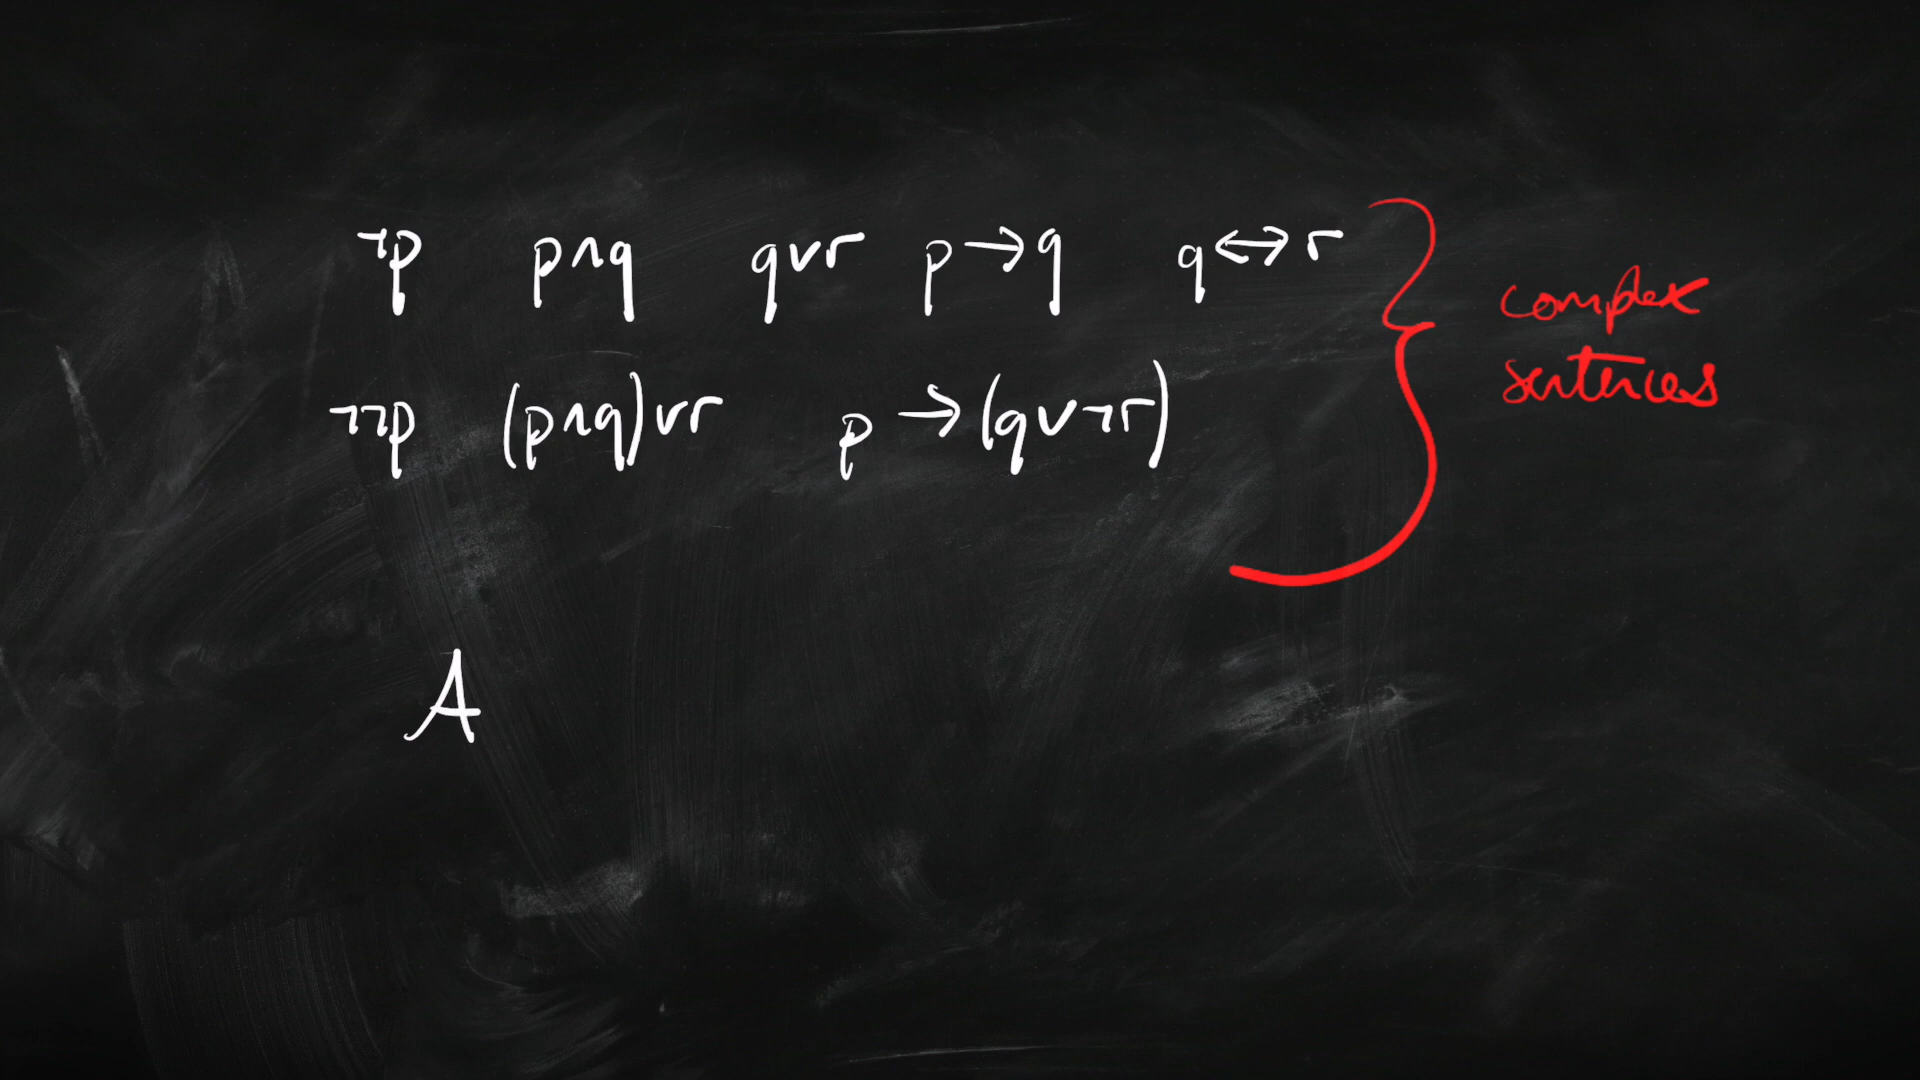 ¬p p∧q q∨r p→q q↔r
¬¬p (p∧q)∨r p→(q∨¬r)
complex
sentences
A